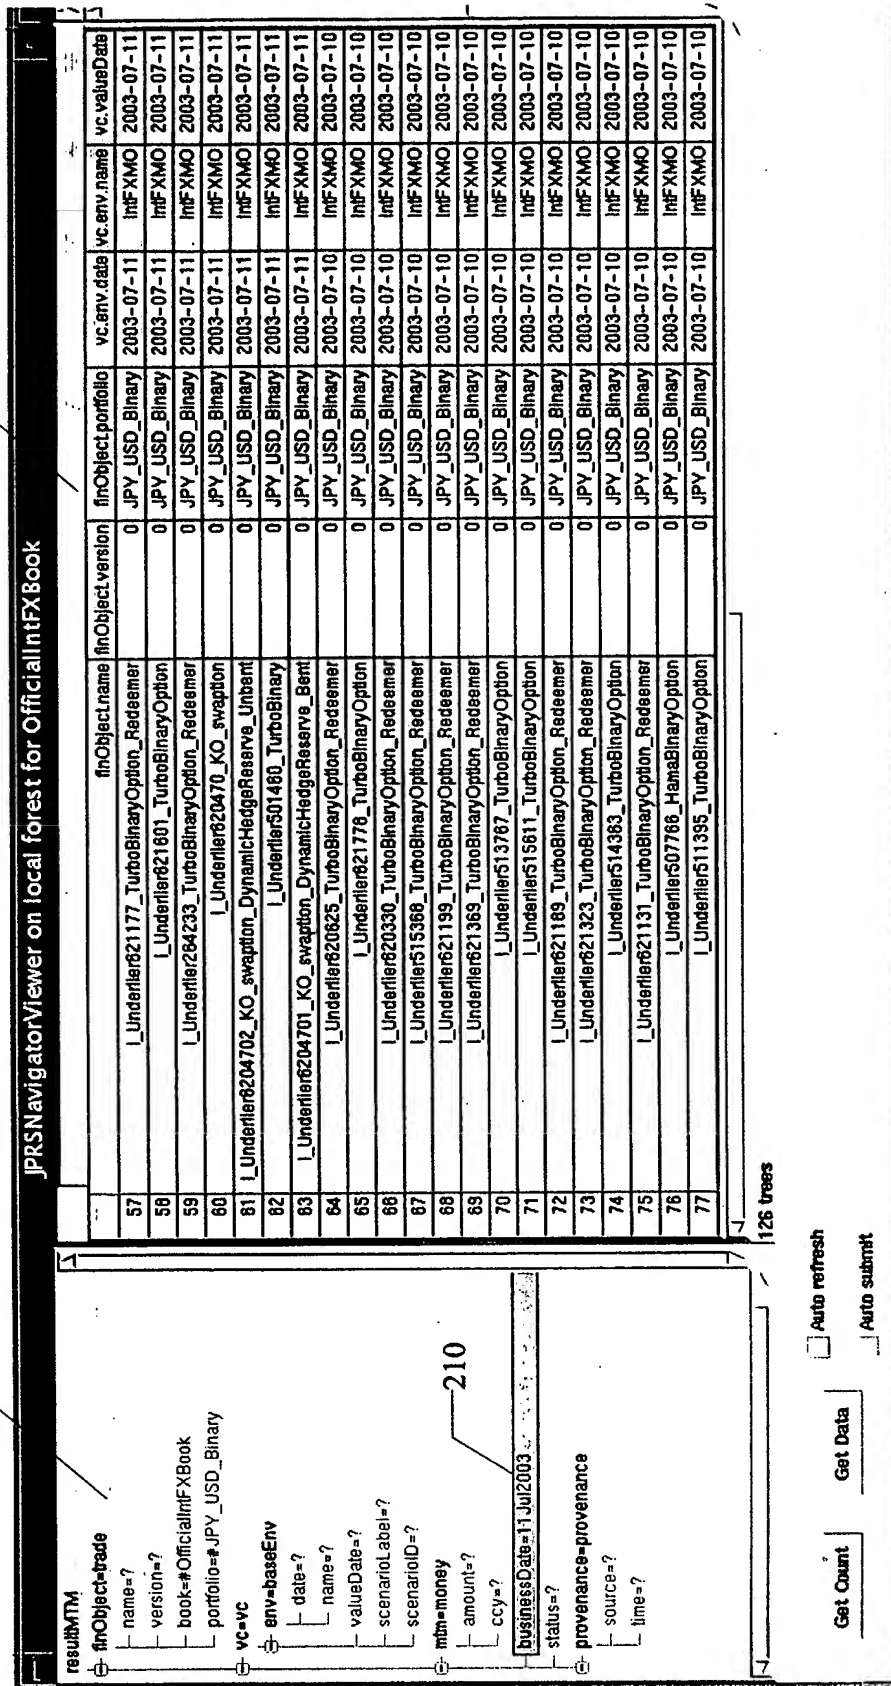 JPRSNavigatorViewer on local forest for OfficialIntFXBook
resultMTM
finObject=trade
name=?
version=?
book=#OfficialIntFXBook
portfolio=#JPY_USD_Binary
vc=vc
env=baseEnv
date=?
name=?
valueDate=?
scenarioLabel=?
scenarioID=?
mtm=money
amount=?
ccy=?
businessDate=11Jul2003
status=?
provenance=provenance
source=?
time=?
210
finObject.name finObject.version finObject.portfolio vc.env.date vc.env.name vc.valueDate
57 I_Underlier621177_TurboBinaryOption_Redeemer 0 JPY_USD_Binary 2003-07-11 IntFXMO 2003-07-11
58 I_Underlier621601_TurboBinaryOption 0 JPY_USD_Binary 2003-07-11 IntFXMO 2003-07-11
59 I_Underlier264233_TurboBinaryOption_Redeemer 0 JPY_USD_Binary 2003-07-11 IntFXMO 2003-07-11
60 I_Underlier620470_KO_swaption 0 JPY_USD_Binary 2003-07-11 IntFXMO 2003-07-11
61 I_Underlier6204702_KO_swaption_DynamicHedgeReserve_Unbent 0 JPY_USD_Binary 2003-07-11 IntFXMO 2003-07-11
62 I_Underlier501460_TurboBinary 0 JPY_USD_Binary 2003-07-11 IntFXMO 2003-07-11
63 I_Underlier6204701_KO_swaption_DynamicHedgeReserve_Bent 0 JPY_USD_Binary 2003-07-11 IntFXMO 2003-07-11
64 I_Underlier620625_TurboBinaryOption_Redeemer 0 JPY_USD_Binary 2003-07-10 IntFXMO 2003-07-10
65 I_Underlier621778_TurboBinaryOption 0 JPY_USD_Binary 2003-07-10 IntFXMO 2003-07-10
66 I_Underlier620330_TurboBinaryOption_Redeemer 0 JPY_USD_Binary 2003-07-10 IntFXMO 2003-07-10
67 I_Underlier515368_TurboBinaryOption_Redeemer 0 JPY_USD_Binary 2003-07-10 IntFXMO 2003-07-10
68 I_Underlier621199_TurboBinaryOption_Redeemer 0 JPY_USD_Binary 2003-07-10 IntFXMO 2003-07-10
69 I_Underlier621369_TurboBinaryOption_Redeemer 0 JPY_USD_Binary 2003-07-10 IntFXMO 2003-07-10
70 I_Underlier513767_TurboBinaryOption 0 JPY_USD_Binary 2003-07-10 IntFXMO 2003-07-10
71 I_Underlier515611_TurboBinaryOption 0 JPY_USD_Binary 2003-07-10 IntFXMO 2003-07-10
72 I_Underlier621189_TurboBinaryOption_Redeemer 0 JPY_USD_Binary 2003-07-10 IntFXMO 2003-07-10
73 I_Underlier621323_TurboBinaryOption_Redeemer 0 JPY_USD_Binary 2003-07-10 IntFXMO 2003-07-10
74 I_Underlier514363_TurboBinaryOption 0 JPY_USD_Binary 2003-07-10 IntFXMO 2003-07-10
75 I_Underlier621131_TurboBinaryOption_Redeemer 0 JPY_USD_Binary 2003-07-10 IntFXMO 2003-07-10
76 I_Underlier507766_HamaBinaryOption 0 JPY_USD_Binary 2003-07-10 IntFXMO 2003-07-10
77 I_Underlier511395_TurboBinaryOption 0 JPY_USD_Binary 2003-07-10 IntFXMO 2003-07-10
126 trees
Get Count Get Data Auto refresh
Auto submit